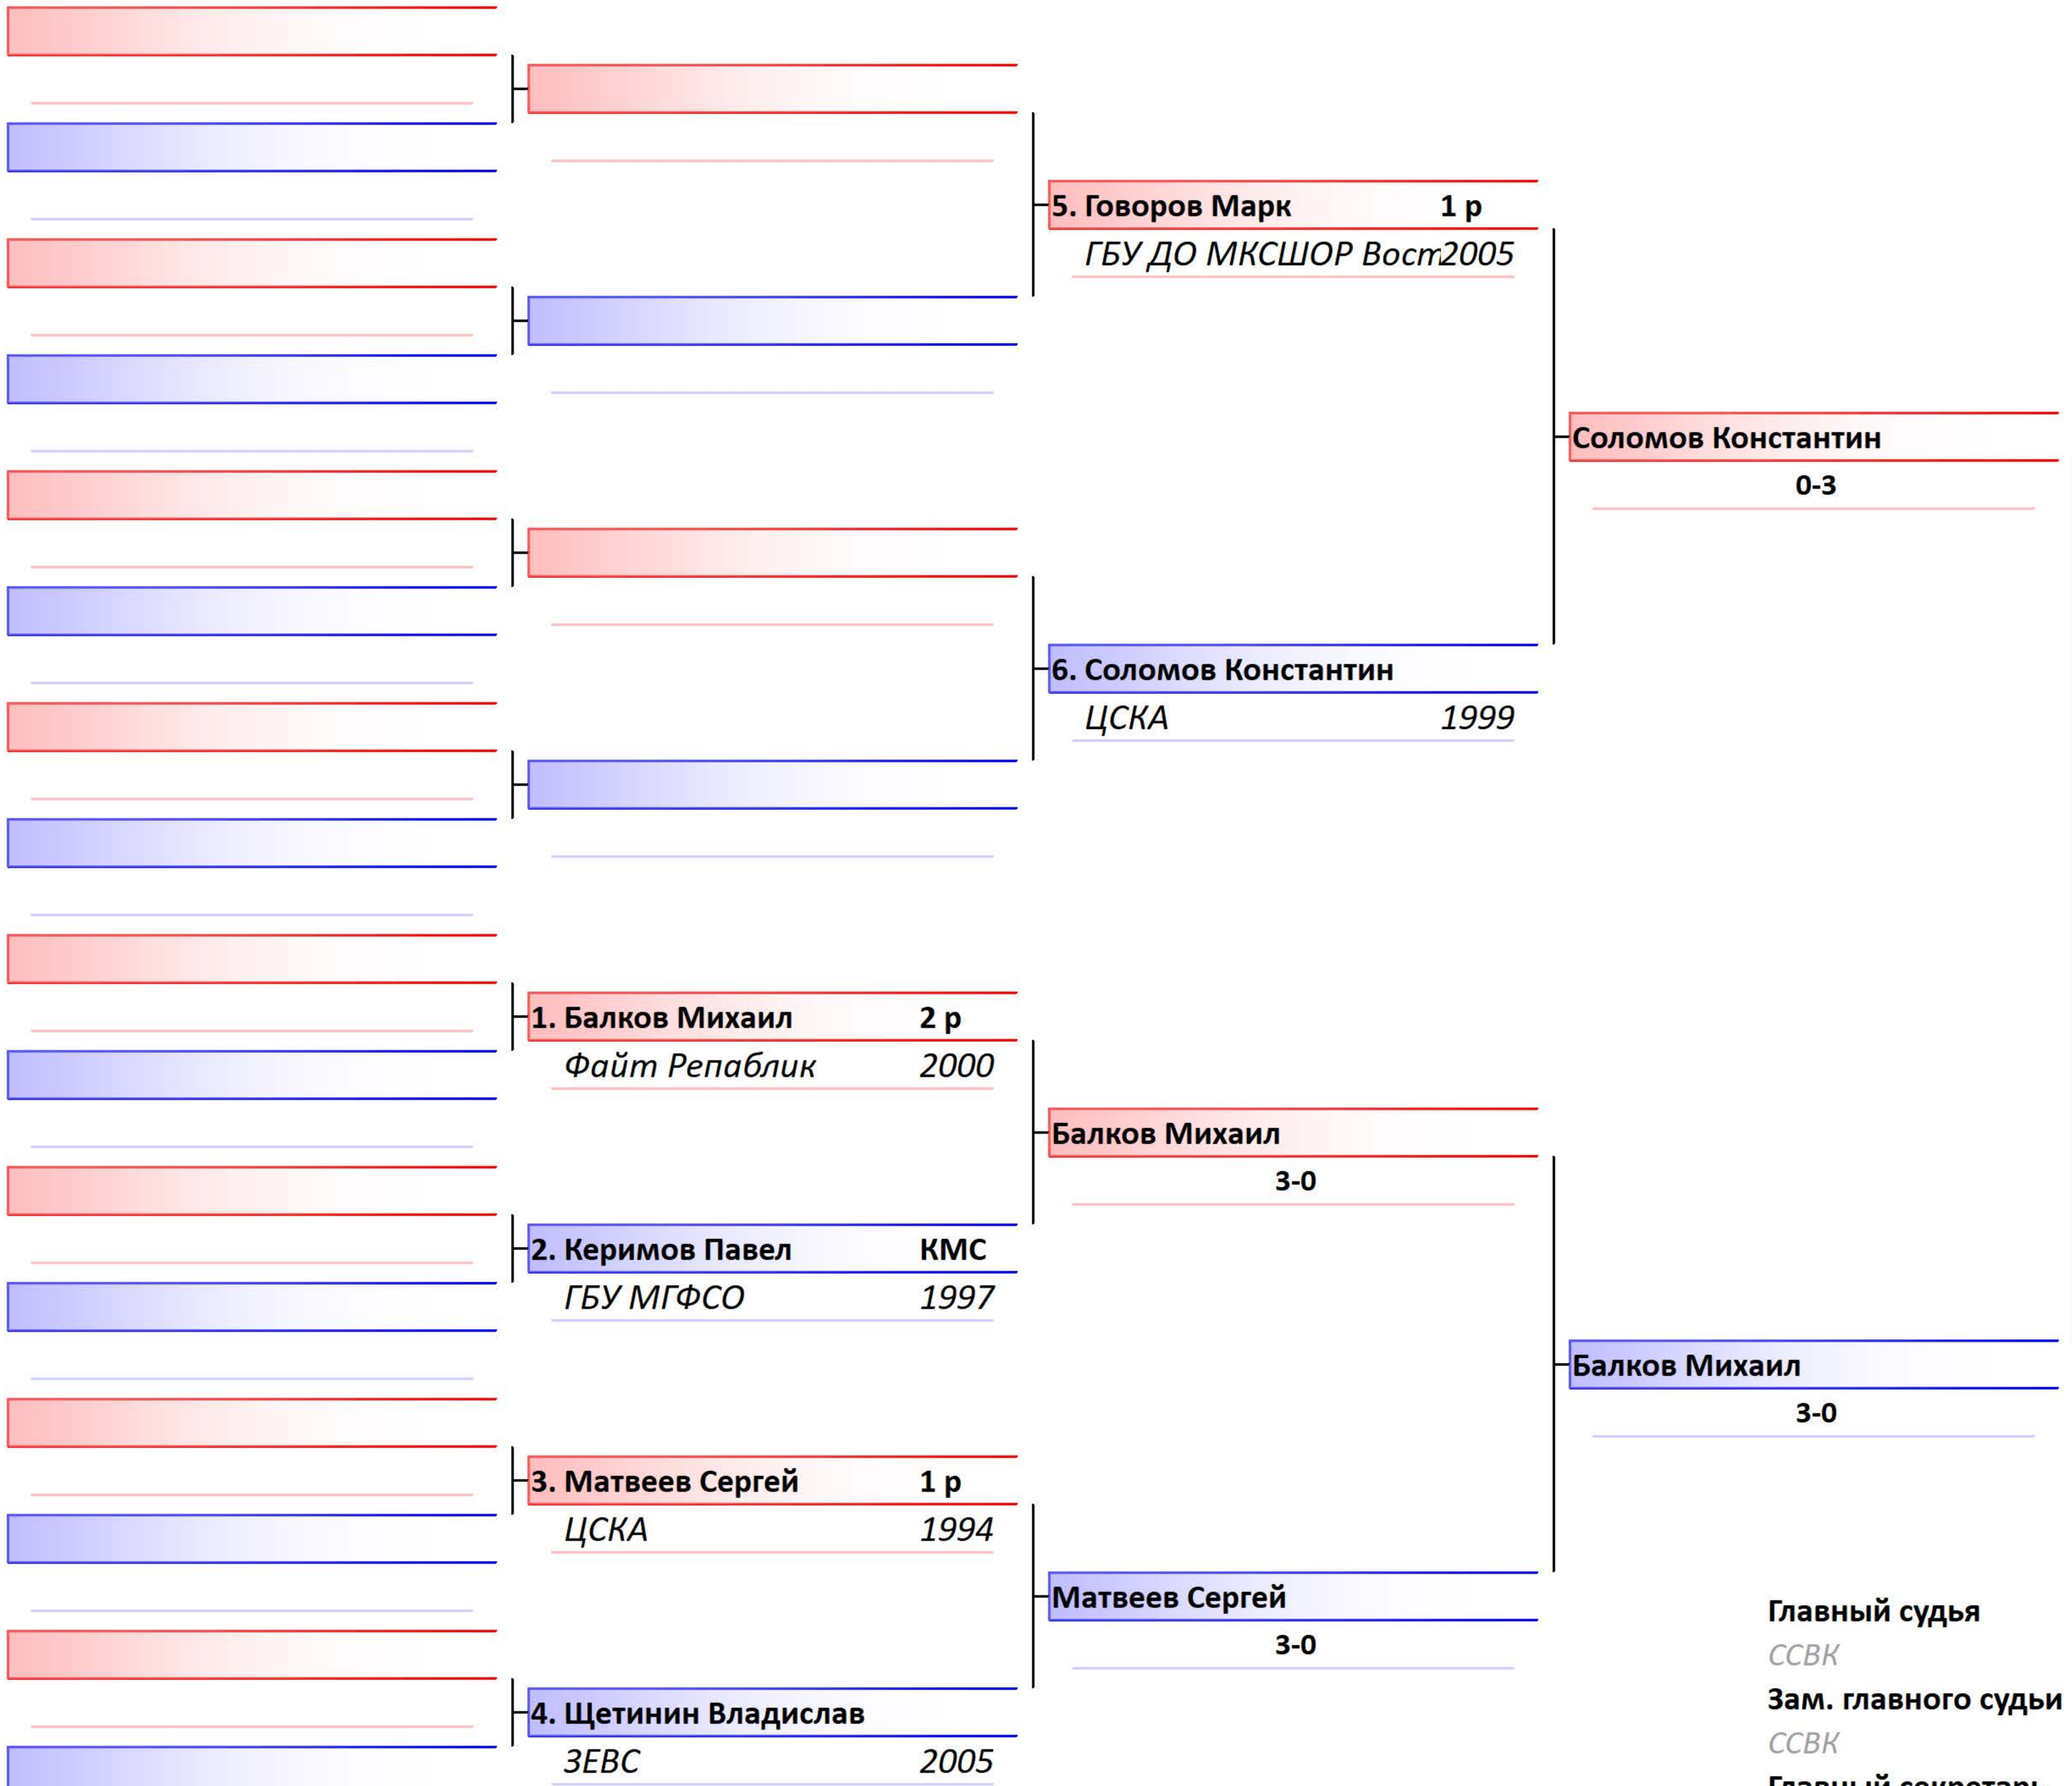 5. Говоров Марк 1 р
ГБУ ДО МКСШОР Вост2005
Соломов Константин
0-3
6. Соломов Константин
ЦСКА 1999
1. Балков Михаил 2 р
Файт Репаблик 2000
Балков Михаил
3-0
2. Керимов Павел КМС
ГБУ МГФСО 1997
Балков Михаил
3-0
3. Матвеев Сергей 1 р
ЦСКА 1994
Матвеев Сергей
3-0
4. Щетинин Владислав
ЗЕВС 2005
Главный судья
ССВК
Зам. главного судьи
ССВК
Главный секретарь